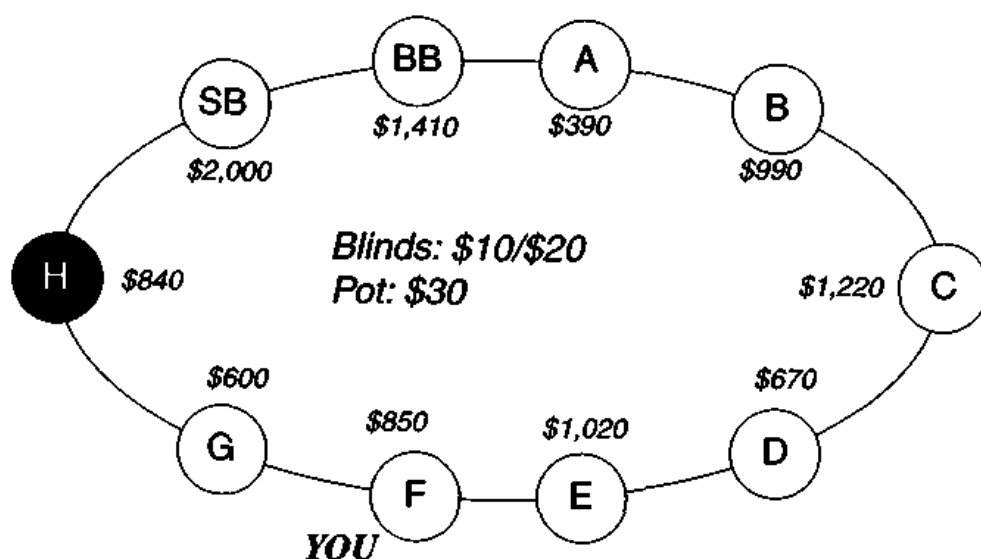 BB
A
SB
B
$1,410
$390
$2,000
$990
Blinds: $10/$20
H
$840
Pot: $30
$1,220
C
$600
$670
$850
$1,020
G
D
F
E
YOU